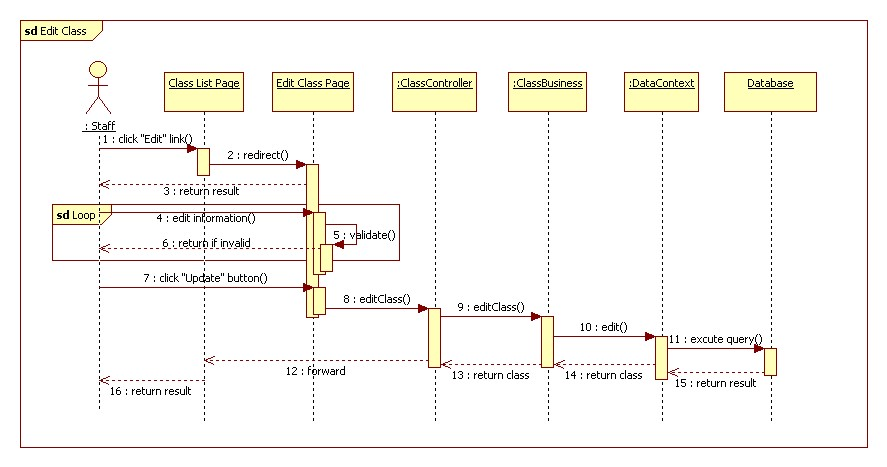 sd Edit Class
Class List Page
Edit Class Page
:ClassController
:ClassBusiness
:DataContext
Database
: Staff
1 : click "Edit" link()
2 : redirect()
3 : return result
sd Loop
4 : edit information()
5 : validate()
6 : return if invalid
7 : click "Update" button()
8 : editClass()
9 : editClass()
10 : edit()
11 : excute query()
12 : forward
13 : return class
14 : return class
15 : return result
16 : return result